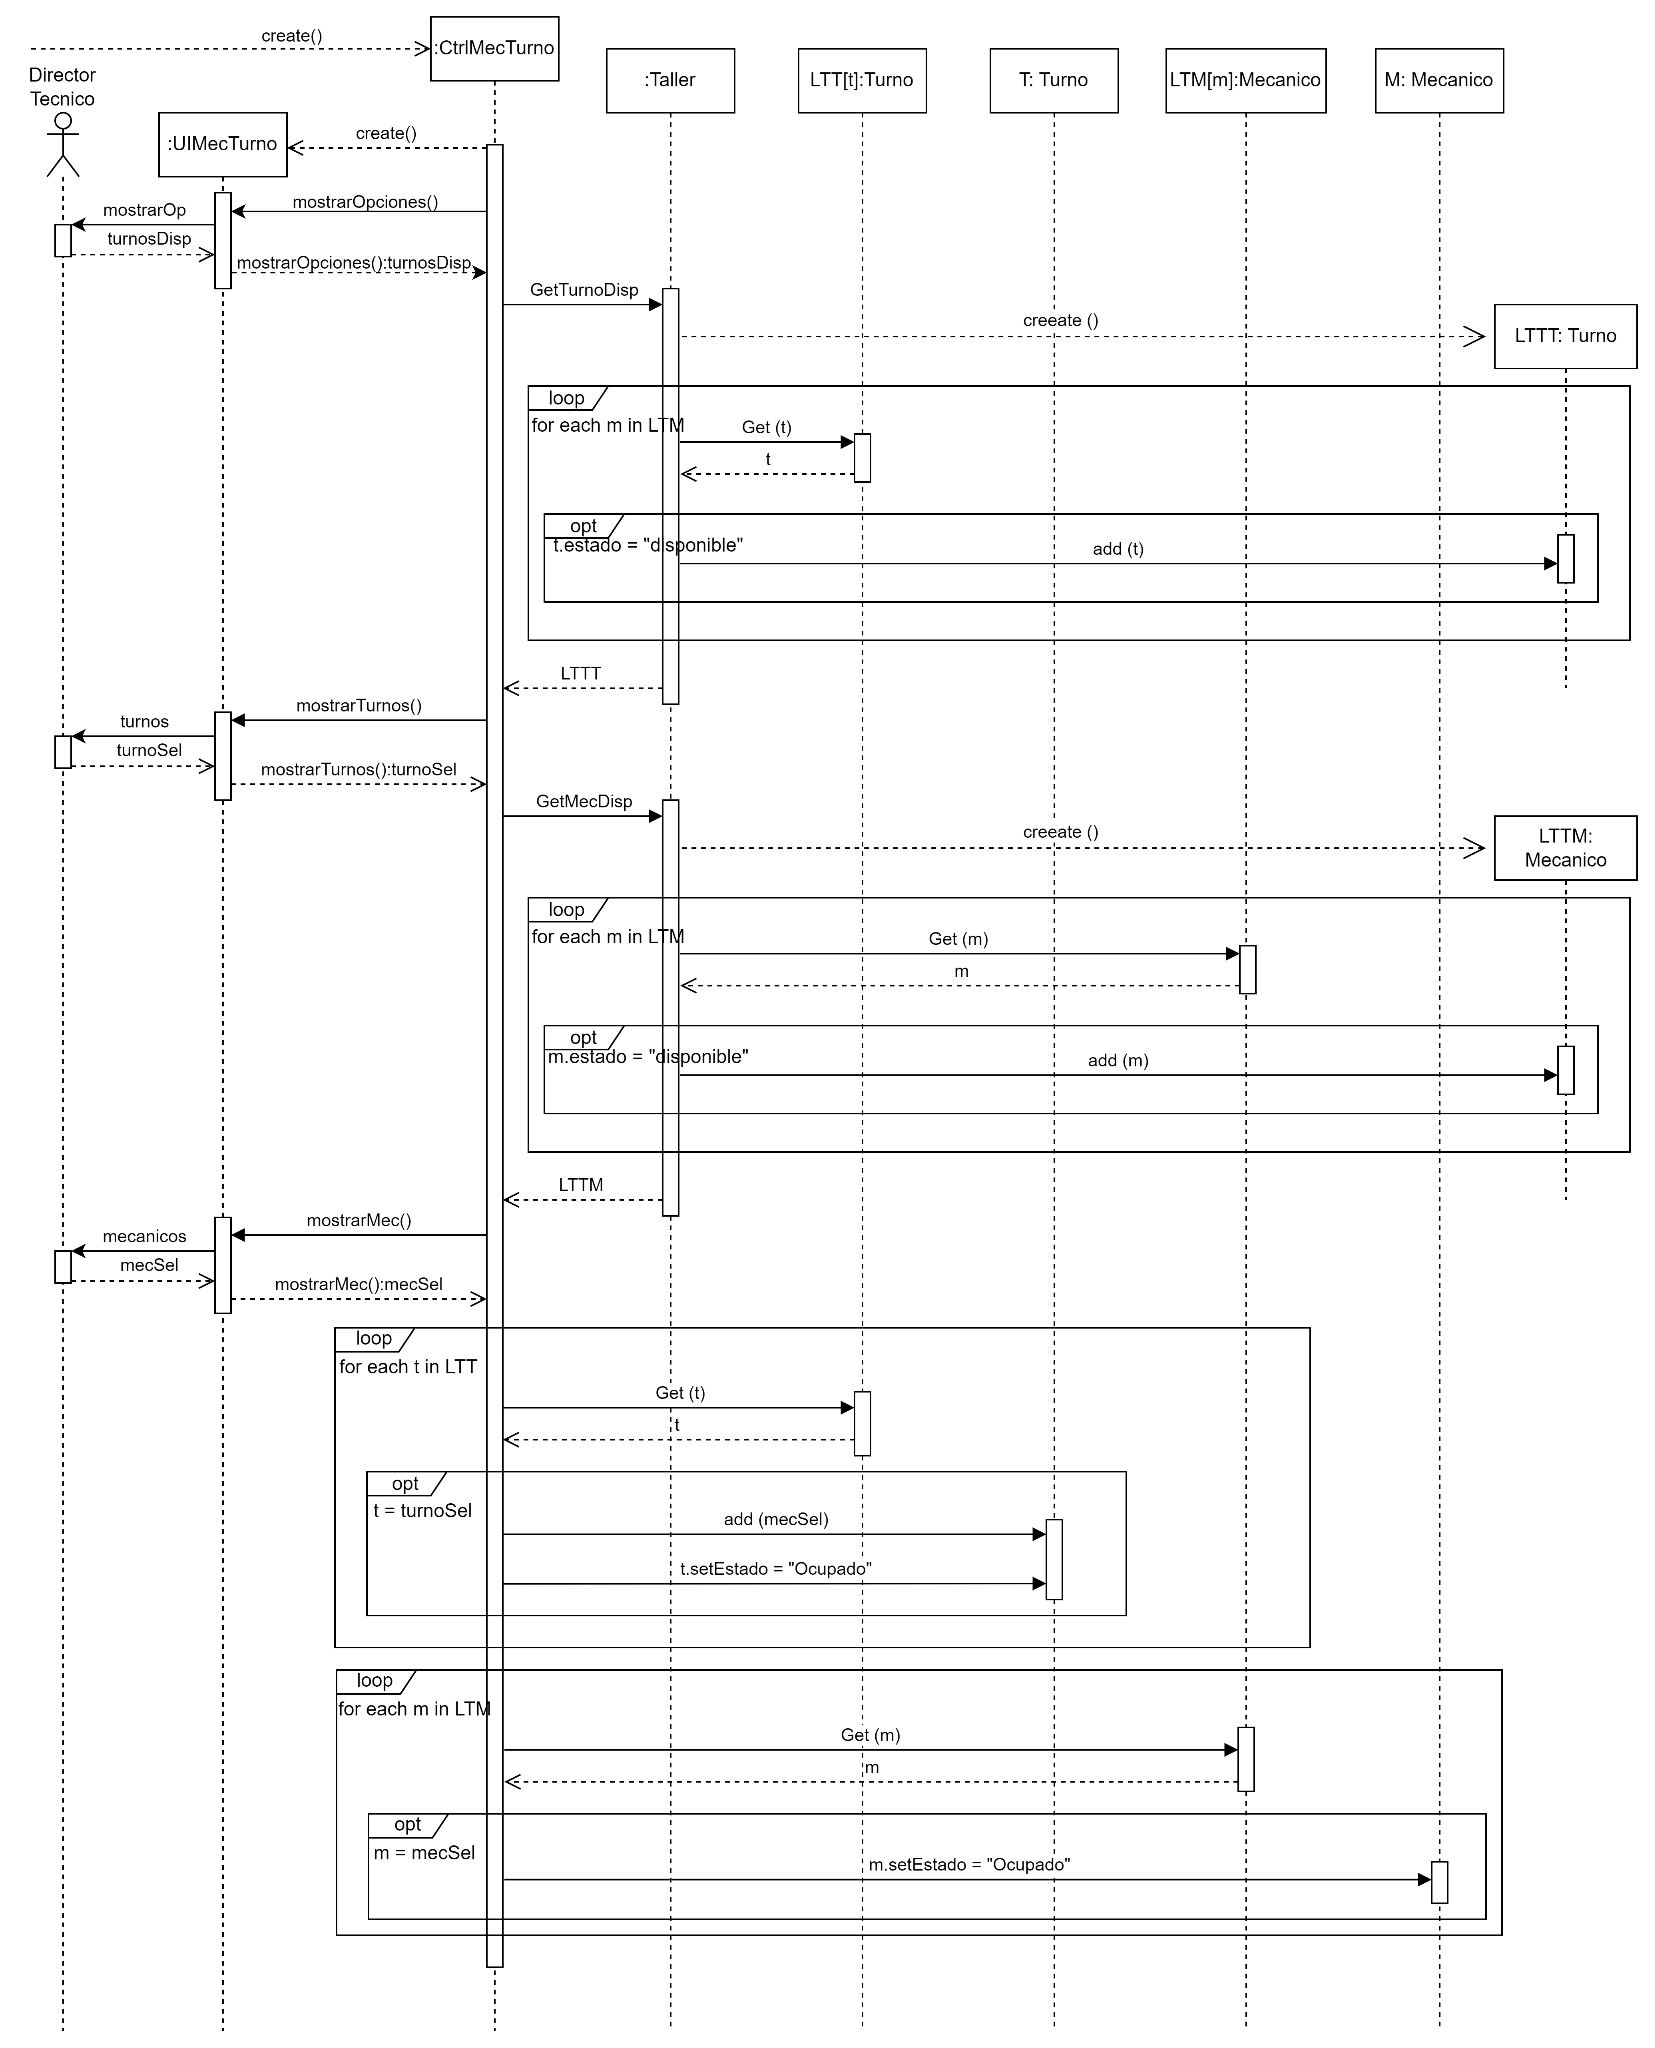 create()
:CtrlMecTurno
Director
Tecnico
:Taller
LTT[t]:Turno
T: Turno
LTM[m]:Mecanico
M: Mecanico
:UIMecTurno
create()
mostrarOpciones()
mostrarOp
turnosDisp
mostrarOpciones():turnosDisp
GetTurnoDisp
creeate ()
LTTT: Turno
loop
for each m in LTM
Get (t)
t
opt
t.estado = "disponible"
add (t)
LTTT
mostrarTurnos()
turnos
turnoSel
mostrarTurnos():turnoSel
GetMecDisp
creeate ()
LTTM:
Mecanico
loop
for each m in LTM
Get (m)
m
opt
m.estado = "disponible"
add (m)
LTTM
mostrarMec()
mecanicos
mecSel
mostrarMec():mecSel
loop
for each t in LTT
Get (t)
t
opt
t = turnoSel
add (mecSel)
t.setEstado = "Ocupado"
loop
for each m in LTM
Get (m)
m
opt
m = mecSel
m.setEstado = "Ocupado"